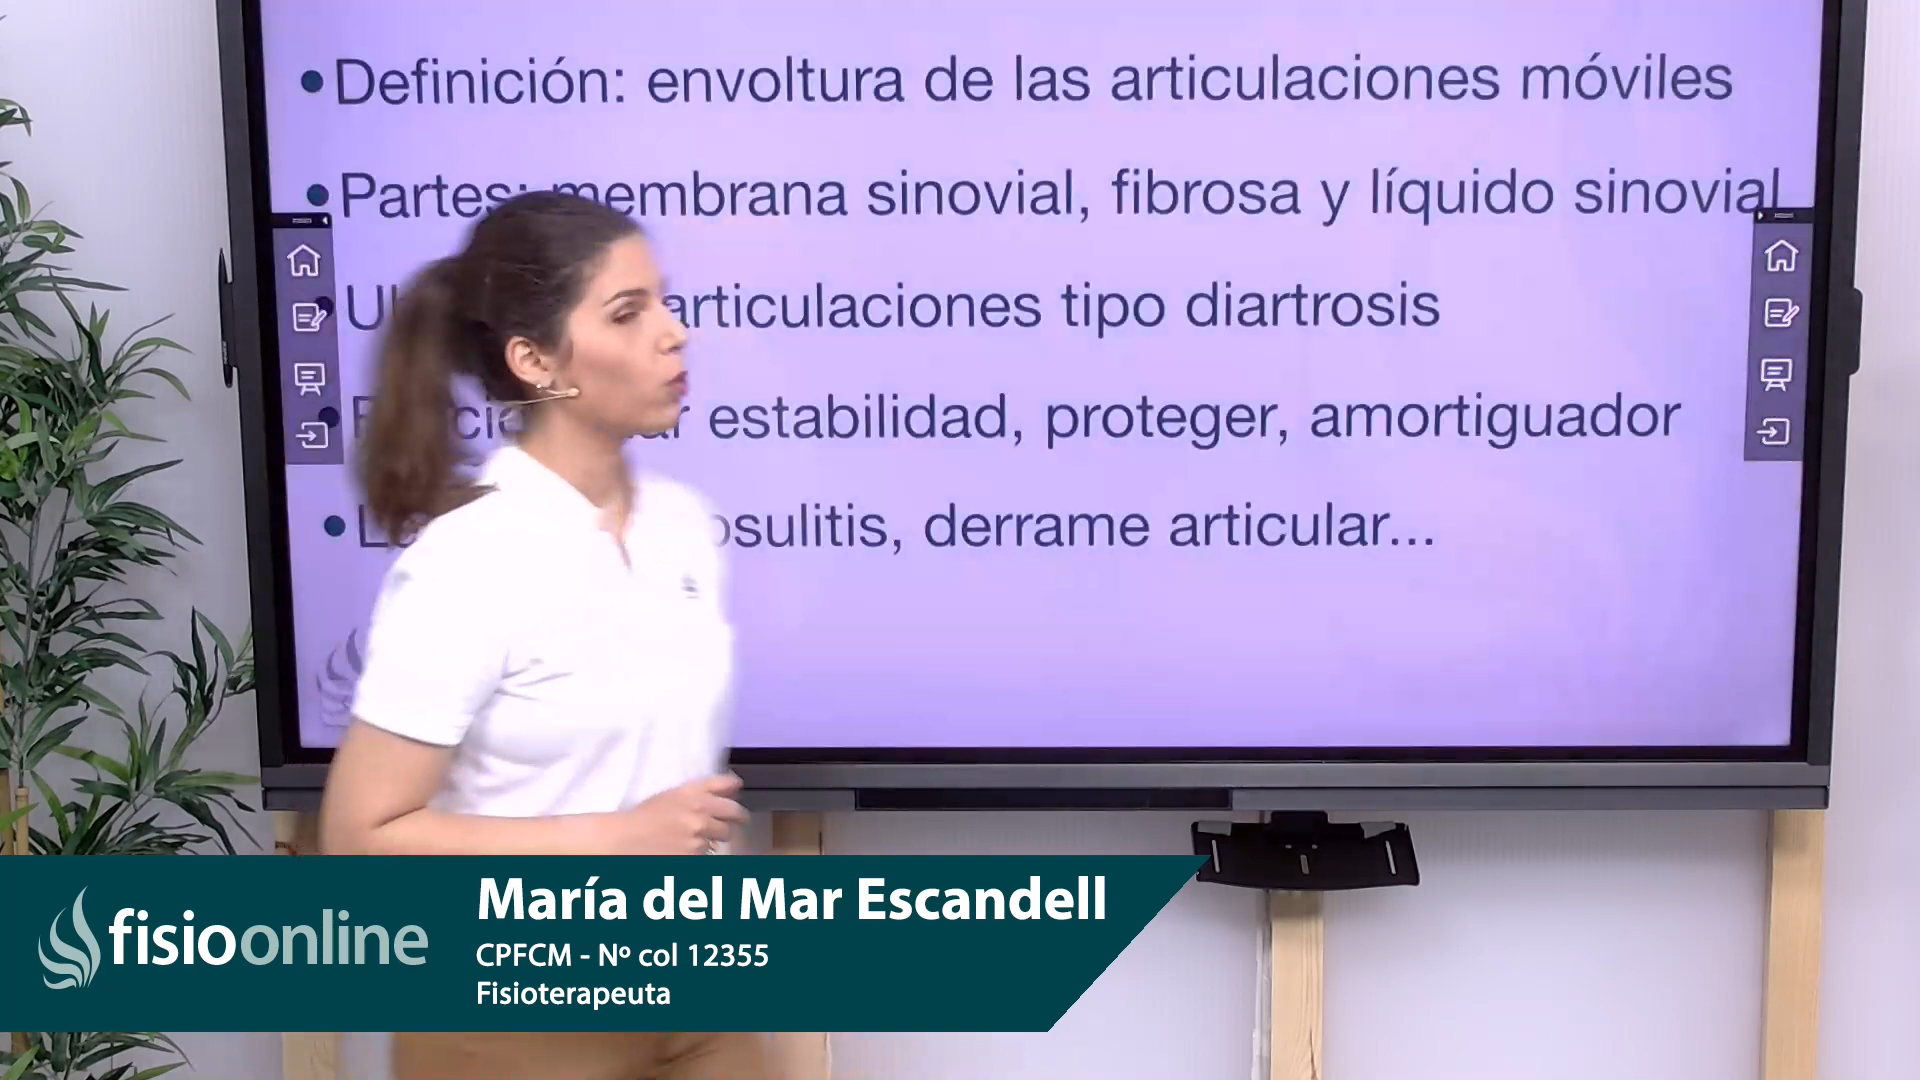 •Definición: envoltura de las articulaciones móviles
•Partes: membrana sinovial, fibrosa y líquido sinovial
articulaciones tipo diartrosis
estabilidad, proteger, amortiguador
derrame articular...
fisioonline
María del Mar Escandell
CPFCM - Nº col 12355
Fisioterapeuta